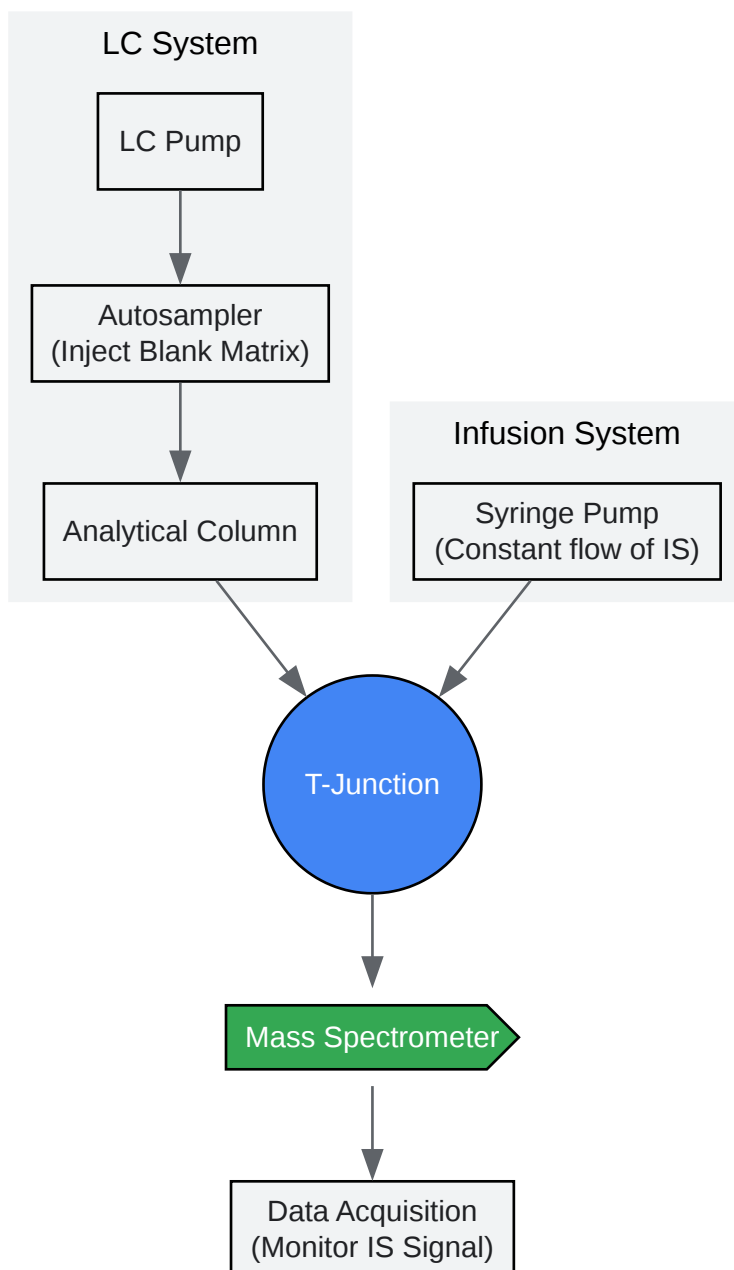 LC System
LC Pump
Autosampler
(Inject Blank Matrix)
Analytical Column
Infusion System
Syringe Pump
(Constant flow of IS)
T-Junction
Mass Spectrometer
Data Acquisition
(Monitor IS Signal)